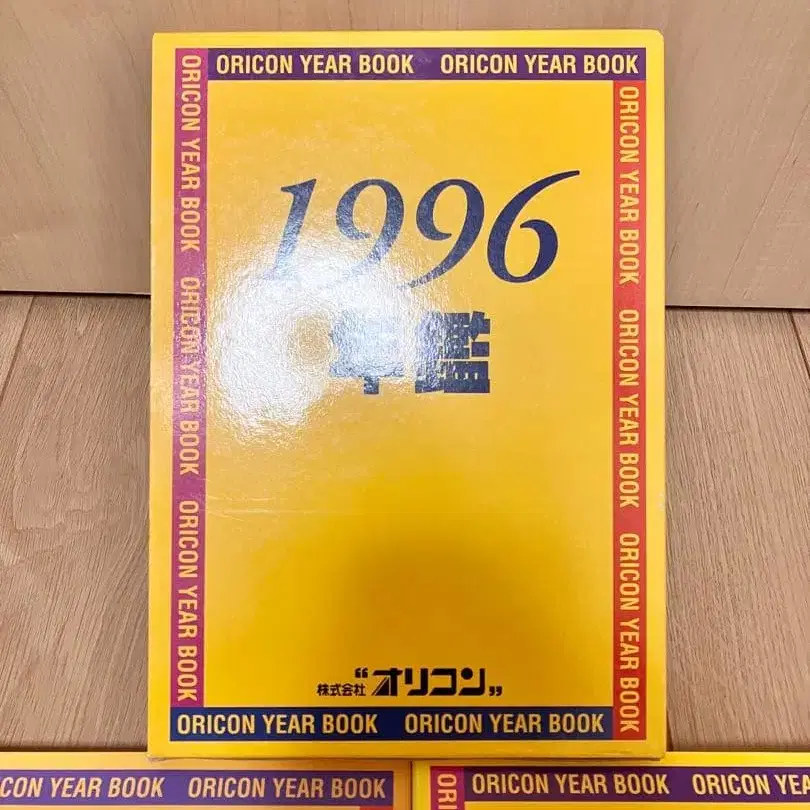 ORICON YEAR BOOK ORICON YEAR BOOK
ORICON YEAR BOOK ORICON YEAR BOOK ORICON YEAR BOOK
ORICON YEAR BOOK ORICON YEAR BOOK ORICON YEAR BOOK
1996
年鑑
株式会社 “オリコン”
ORICON YEAR BOOK ORICON YEAR BOOK
ICON YEAR BOOK ORICON YEAR BOOK
OR
ORICON YEAR BOOK ORICON YEAR